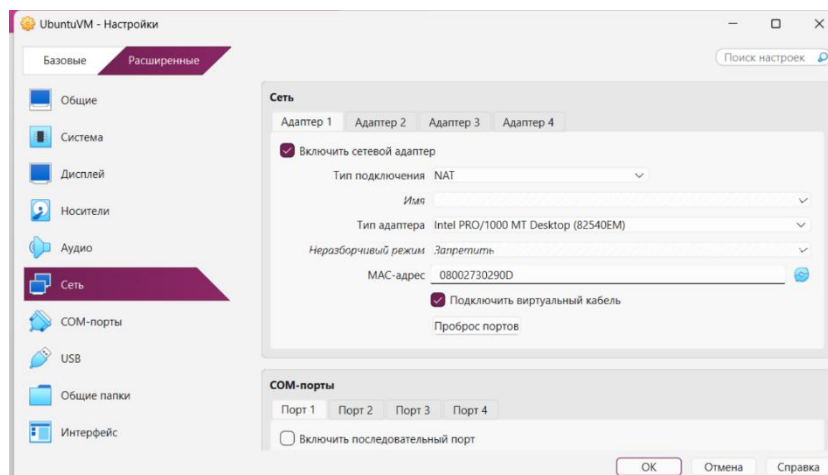 UbuntuVM - Настройки
Базовые Расширенные Поиск настроек
Общие
Система
Дисплей
Носители
Аудио
Сеть
COM-порты
USB
Общие папки
Интерфейс
Сеть
Адаптер 1 Адаптер 2 Адаптер 3 Адаптер 4
Включить сетевой адаптер
Тип подключения NAT
Имя
Тип адаптера Intel PRO/1000 MT Desktop (82540EM)
Неразборчивый режим Запретить
MAC-адрес 08002730290D
Подключить виртуальный кабель
Проброс портов
COM-порты
Порт 1 Порт 2 Порт 3 Порт 4
Включить последовательный порт
OK Отмена Справка